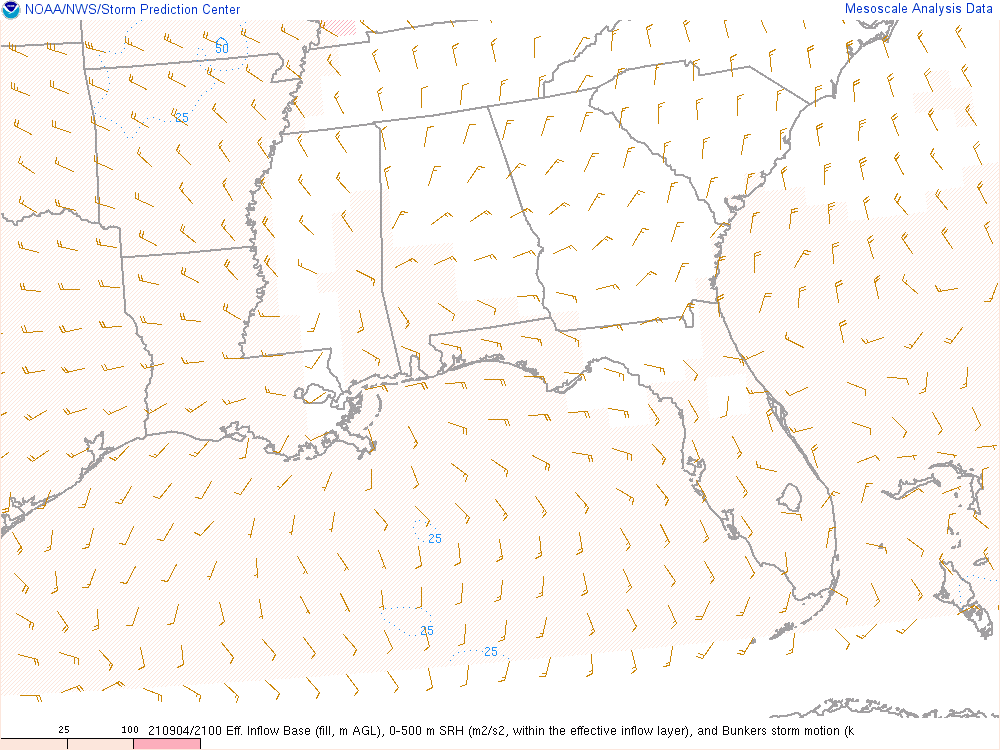 NOAA/NWS/Storm Prediction Center
Mesoscale Analysis Data
50
25
25
25
25
25 100 210904/2100 Eff. Inflow Base (fill, m AGL), 0-500 m SRH (m2/s2, within the effective inflow layer), and Bunkers storm motion (k